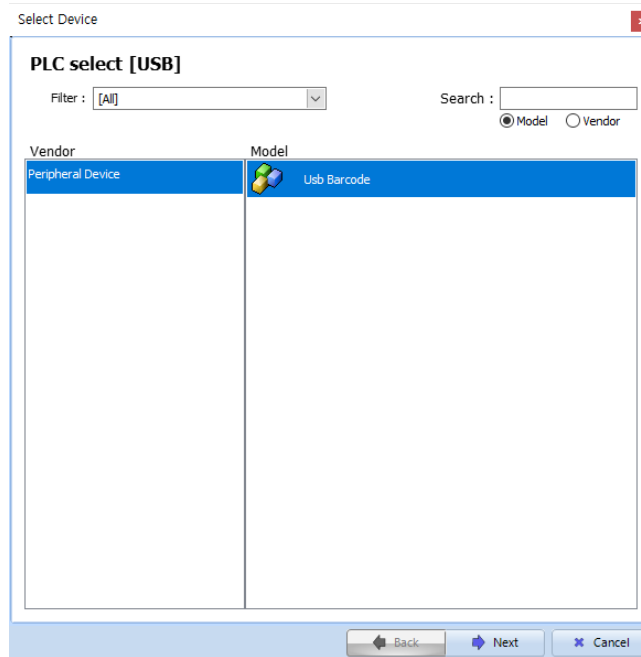 Select Device
PLC select [USB]
Filter : [All] Search :
Model Vendor
Vendor Model
Peripheral Device Usb Barcode
Back Next Cancel